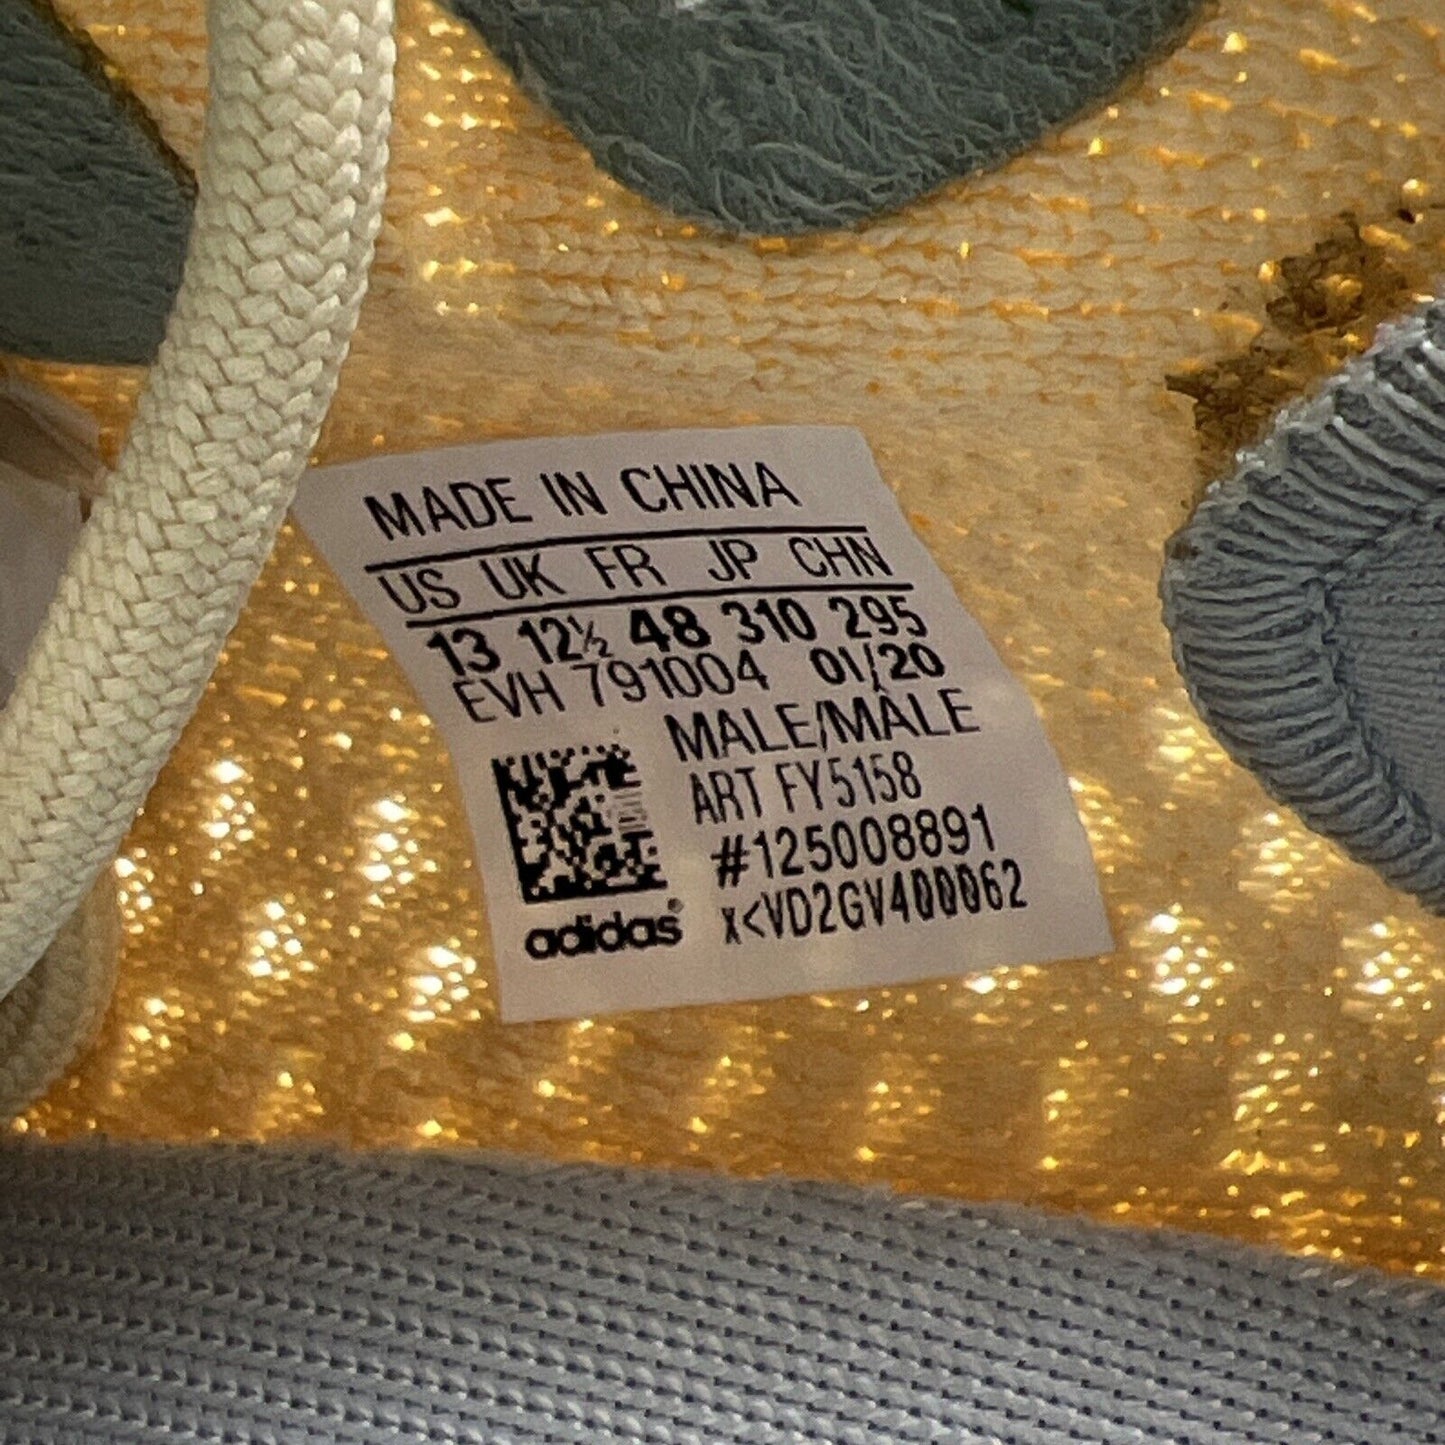 MADE IN CHINA
US UK FR JP CHN
13 12½ 48 310 295
EVH 791004 01/20
MALE/MÂLE
ART FY5158
#125008891
x<VD2GV400062
adidas®